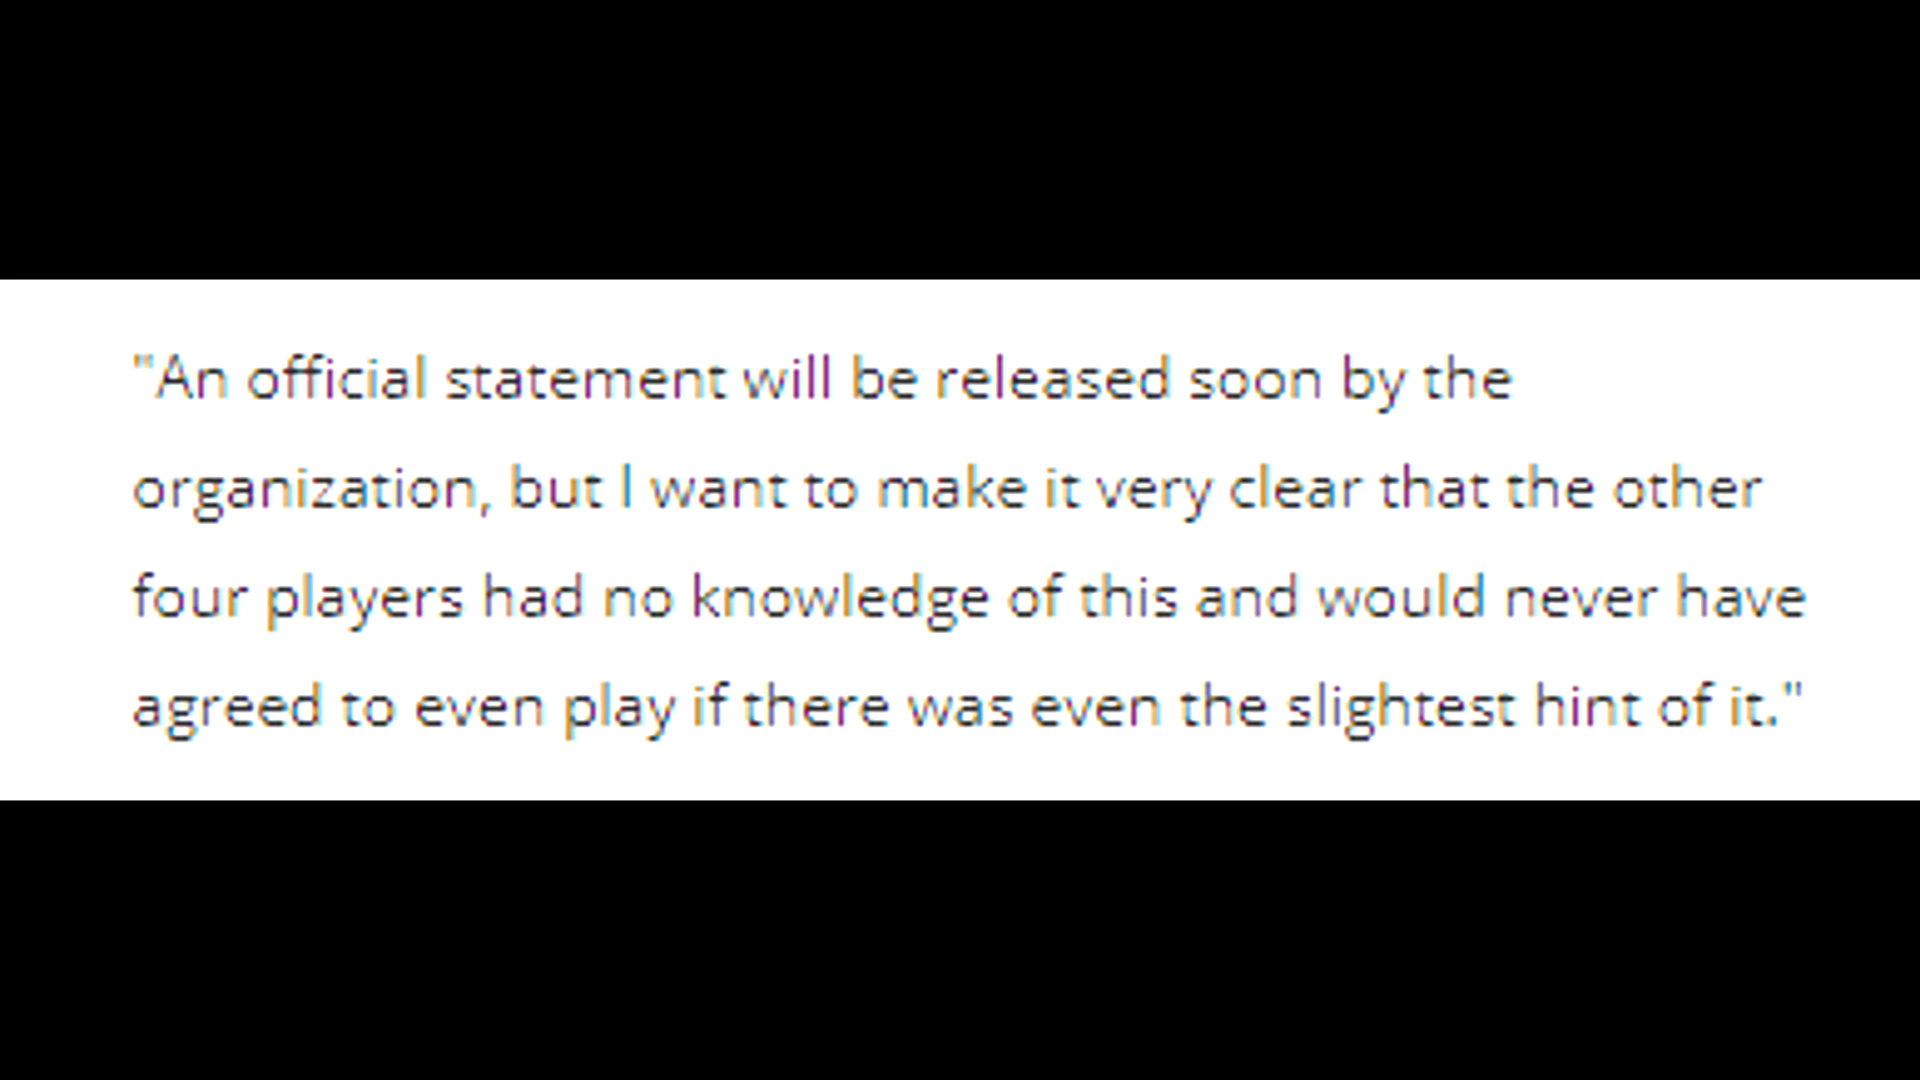 "An official statement will be released soon by the
organization, but I want to make it very clear that the other
four players had no knowledge of this and would never have
agreed to even play if there was even the slightest hint of it."